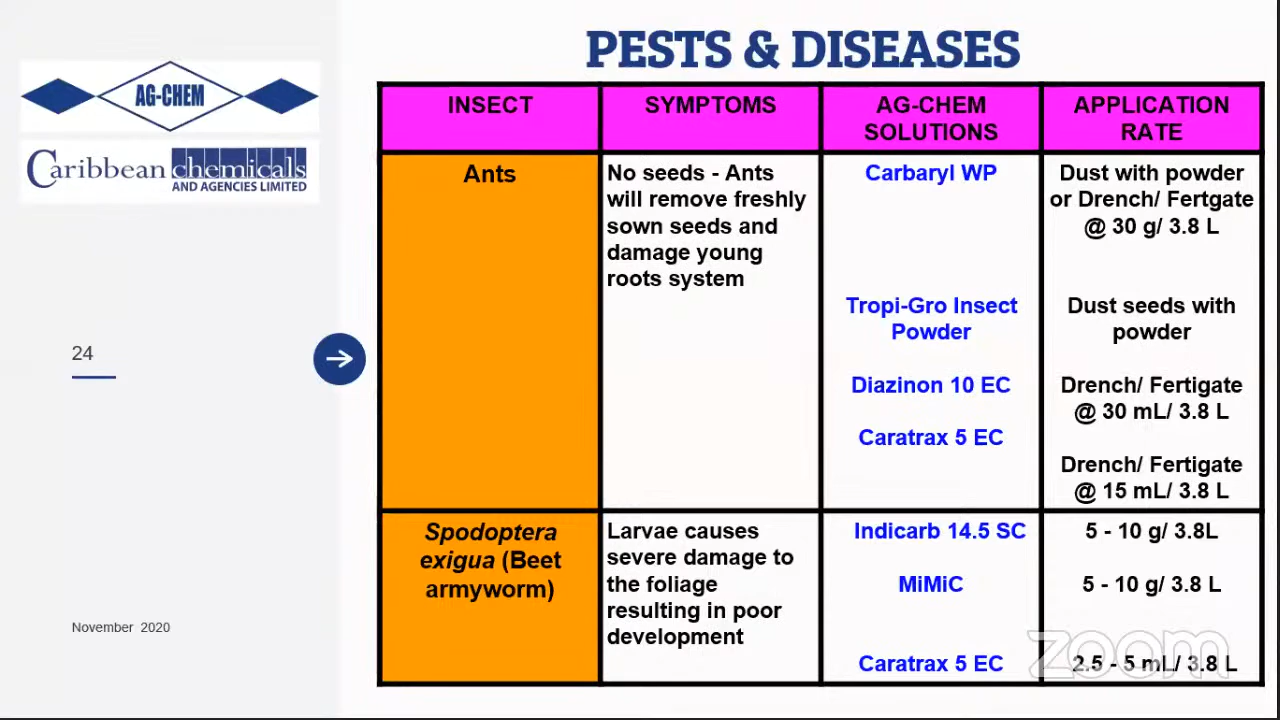 PESTS & DISEASES
AG-CHEM
Caribbean chemicals
AND AGENCIES LIMITED
24
November 2020
INSECT
SYMPTOMS
AG-CHEM
SOLUTIONS
APPLICATION
RATE
Ants
No seeds - Ants
will remove freshly
sown seeds and
damage young
roots system
Carbaryl WP
Dust with powder
or Drench/ Fertgate
@ 30 g/ 3.8 L
Tropi-Gro Insect
Powder
Dust seeds with
powder
Diazinon 10 EC
Drench/ Fertigate
@ 30 mL/ 3.8 L
Caratrax 5 EC
Drench/ Fertigate
@ 15 mL/ 3.8 L
Spodoptera
exigua (Beet
armyworm)
Larvae causes
severe damage to
the foliage
resulting in poor
development
Indicarb 14.5 SC
5 - 10 g/ 3.8L
MiMiC
5 - 10 g/ 3.8 L
Caratrax 5 EC
2.5 - 5 mL/ 3.8 L
zoom